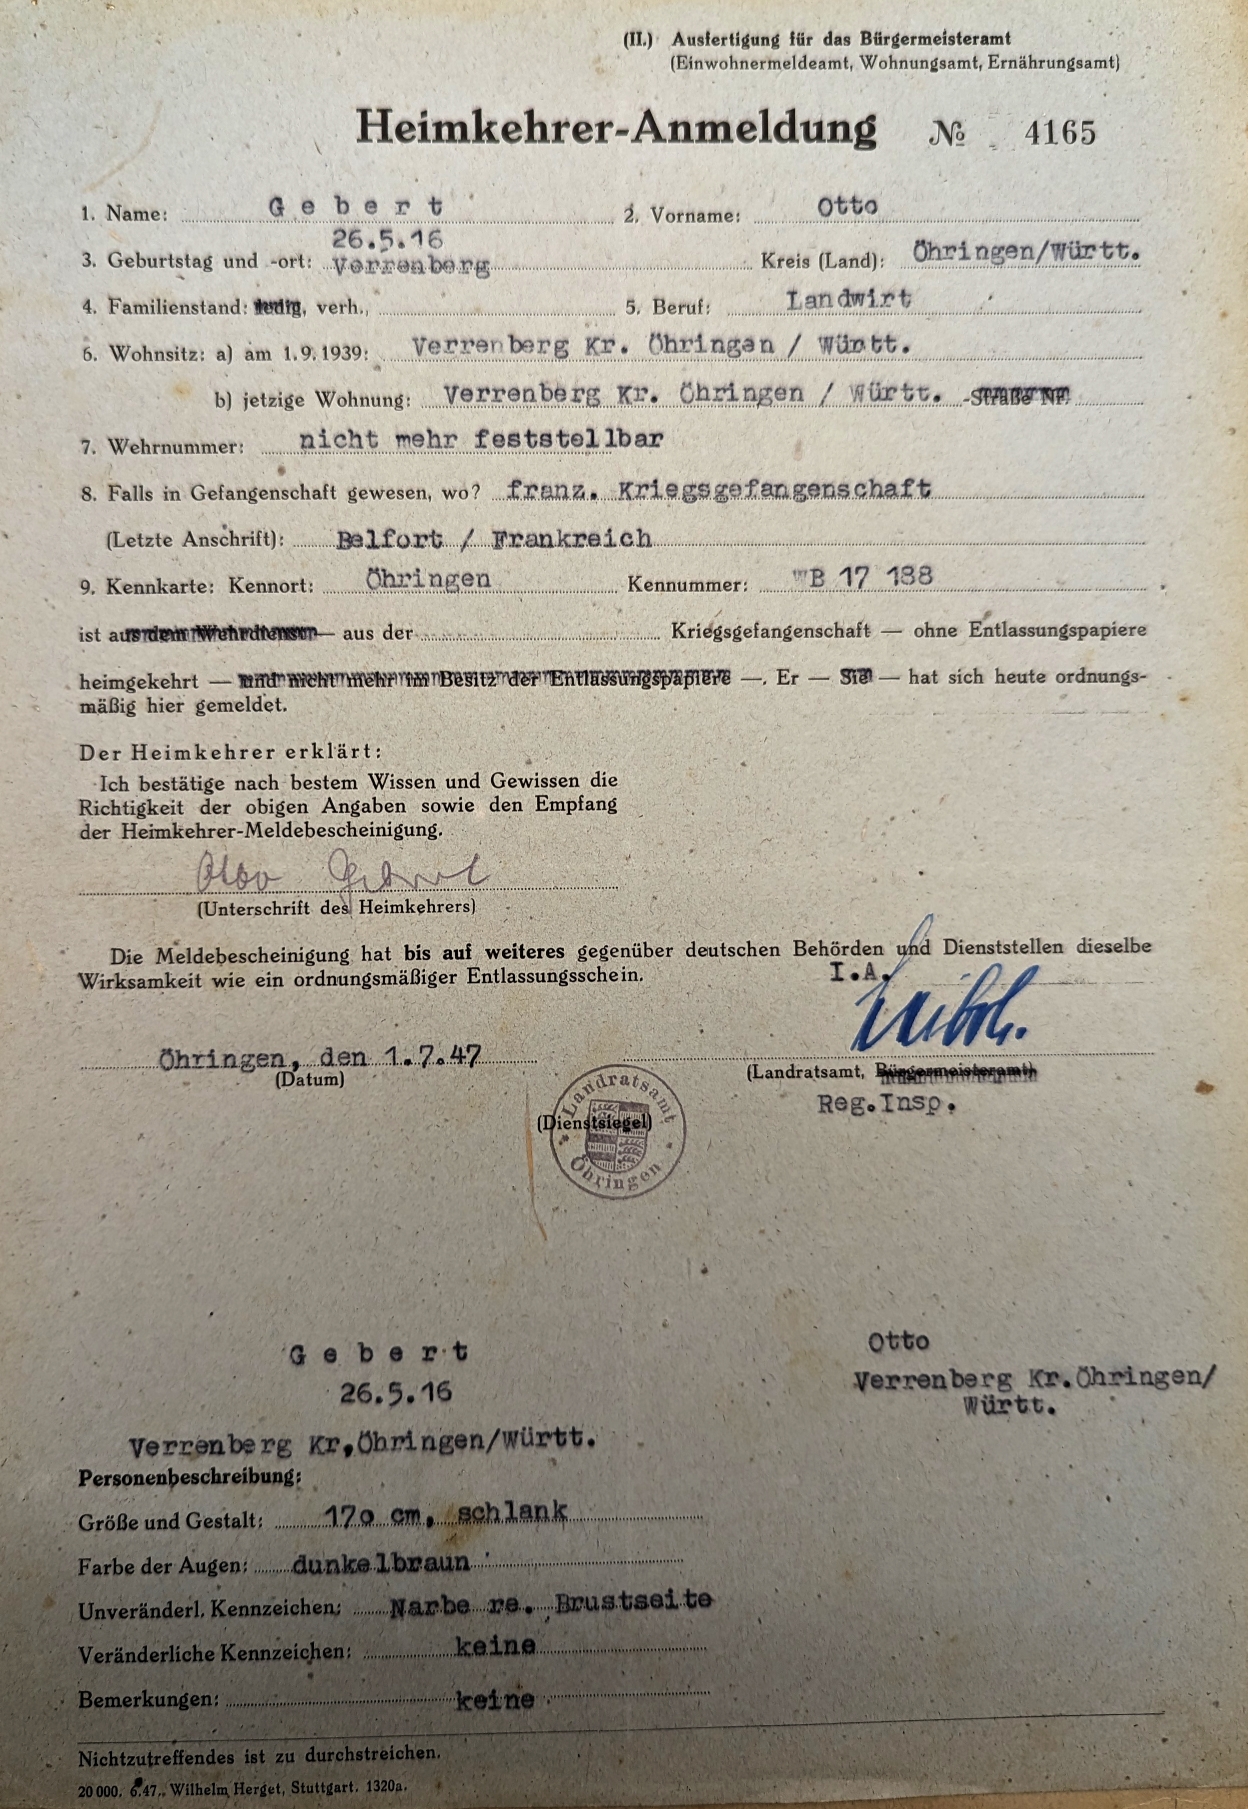 (II.) Ausfertigung für das Bürgermeisteramt
(Einwohnermeldeamt, Wohnungsamt, Ernährungsamt)
Heimkehrer-Anmeldung № 4165
1. Name: Gebert 2. Vorname: Otto
26.5.16
3. Geburtstag und -ort: Verrenberg Kreis (Land): Öhringen/Württ.
4. Familienstand: ledig, verh., 5. Beruf: Landwirt
6. Wohnsitz: a) am 1.9.1939: Verrenberg Kr. Öhringen / Württ.
b) jetzige Wohnung: Verrenberg Kr. Öhringen / Württ. -Straße Nr.
7. Wehrnummer: nicht mehr feststellbar
8. Falls in Gefangenschaft gewesen, wo? franz. Kriegsgefangenschaft
(Letzte Anschrift): Belfort / Frankreich
9. Kennkarte: Kennort: Öhringen Kennummer: WB 17 188
ist aus dem Wehrdienst — aus der Kriegsgefangenschaft — ohne Entlassungspapiere
heimgekehrt — und nicht mehr im Besitz der Entlassungspapiere —. Er — Sie — hat sich heute ordnungs-
mäßig hier gemeldet.
Der Heimkehrer erklärt:
Ich bestätige nach bestem Wissen und Gewissen die
Richtigkeit der obigen Angaben sowie den Empfang
der Heimkehrer-Meldebescheinigung.
Otto Gebert
(Unterschrift des Heimkehrers)
Die Meldebescheinigung hat bis auf weiteres gegenüber deutschen Behörden und Dienststellen dieselbe
Wirksamkeit wie ein ordnungsmäßiger Entlassungsschein.
I.A.
Öhringen, den 1.7.47
(Datum)
(Landratsamt, Bürgermeisteramt)
Reg.Insp.
(Dienstsiegel)
Landratsamt Öhringen
Gebert Otto
26.5.16 Verrenberg Kr.Öhringen/
Württ.
Verrenberg Kr.Öhringen/Württ.
Personenbeschreibung:
Größe und Gestalt: 170 cm, schlank
Farbe der Augen: dunkelbraun
Unveränderl. Kennzeichen: Narbe re. Brustseite
Veränderliche Kennzeichen: keine
Bemerkungen: keine
Nichtzutreffendes ist zu durchstreichen.
20 000. 6.47., Wilhelm Herget, Stuttgart. 1320a.